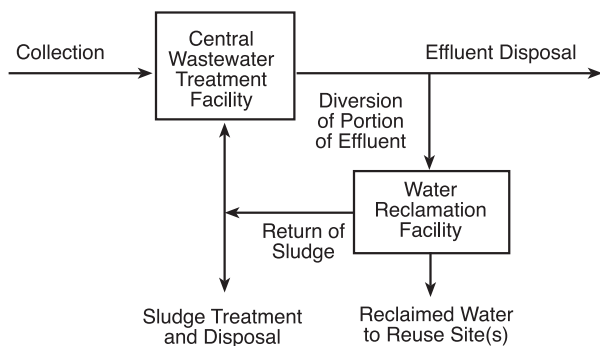 Collection
Central
Wastewater
Treatment
Facility
Effluent Disposal
Diversion
of Portion
of Effluent
Water
Reclamation
Facility
Return of
Sludge
Sludge Treatment
and Disposal
Reclaimed Water
to Reuse Site(s)